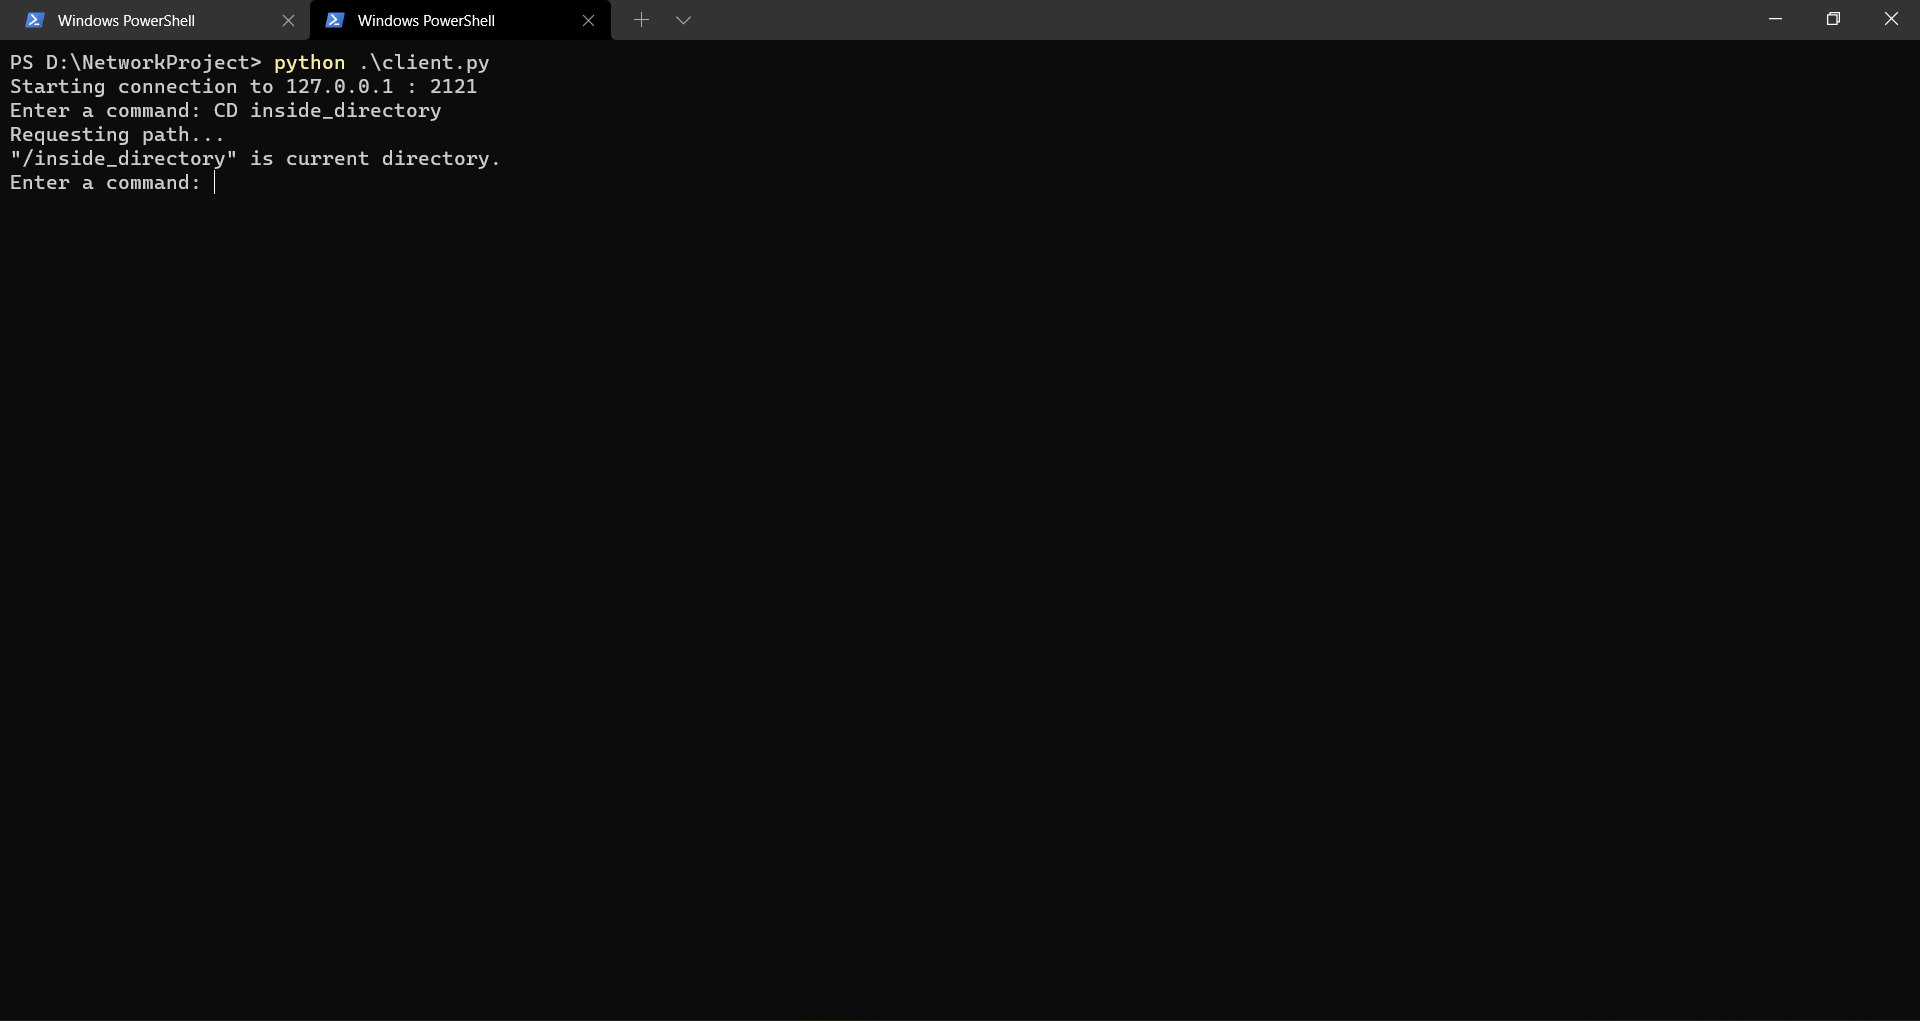 Windows PowerShell
Windows PowerShell
PS D:\NetworkProject> python .\client.py
Starting connection to 127.0.0.1 : 2121
Enter a command: CD inside_directory
Requesting path...
"/inside_directory" is current directory.
Enter a command: